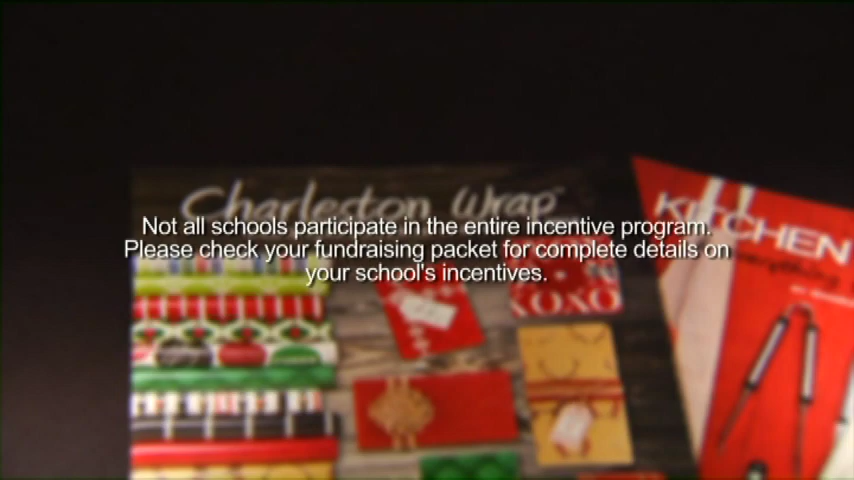 Charleston Wrap
KITCHEN
Not all schools participate in the entire incentive program.
Please check your fundraising packet for complete details on
your school's incentives.
XOXO